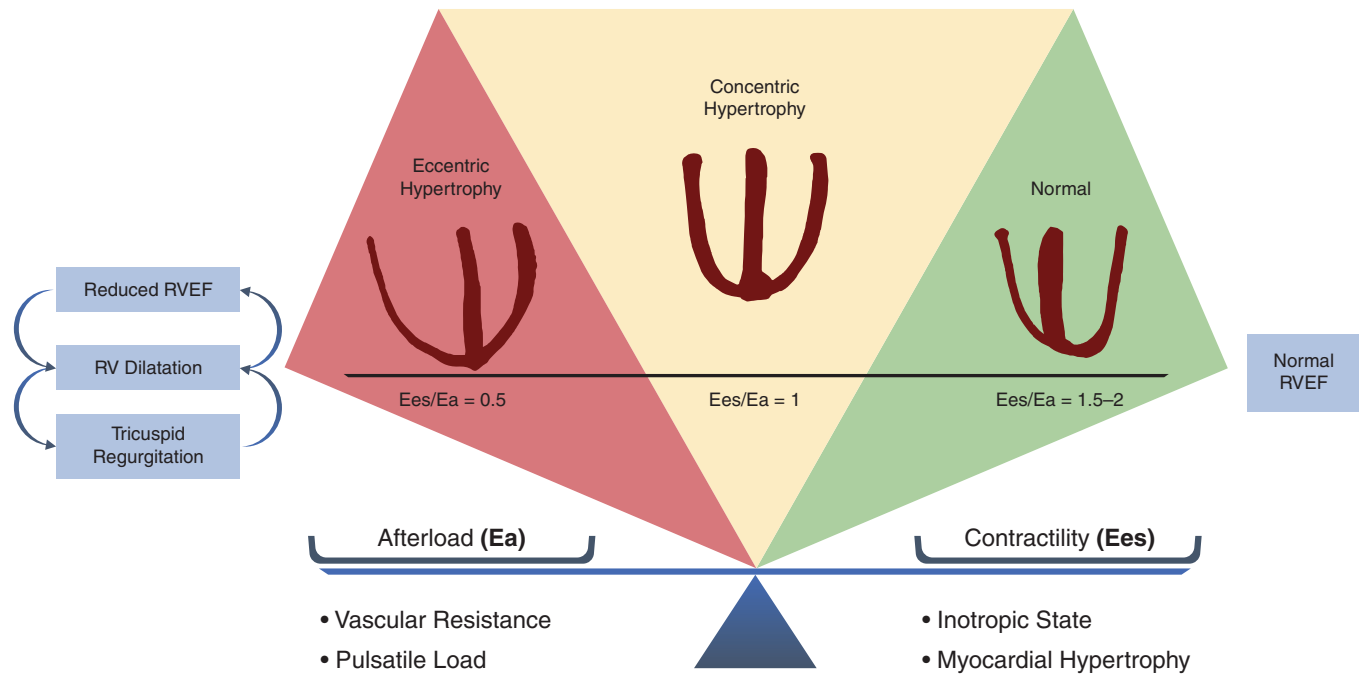 Concentric
Hypertrophy
Eccentric
Hypertrophy
Normal
Reduced RVEF
RV Dilatation
Tricuspid
Regurgitation
Normal
RVEF
Ees/Ea = 0.5
Ees/Ea = 1
Ees/Ea = 1.5–2
Afterload (Ea)
Contractility (Ees)
• Vascular Resistance
• Pulsatile Load
• Inotropic State
• Myocardial Hypertrophy